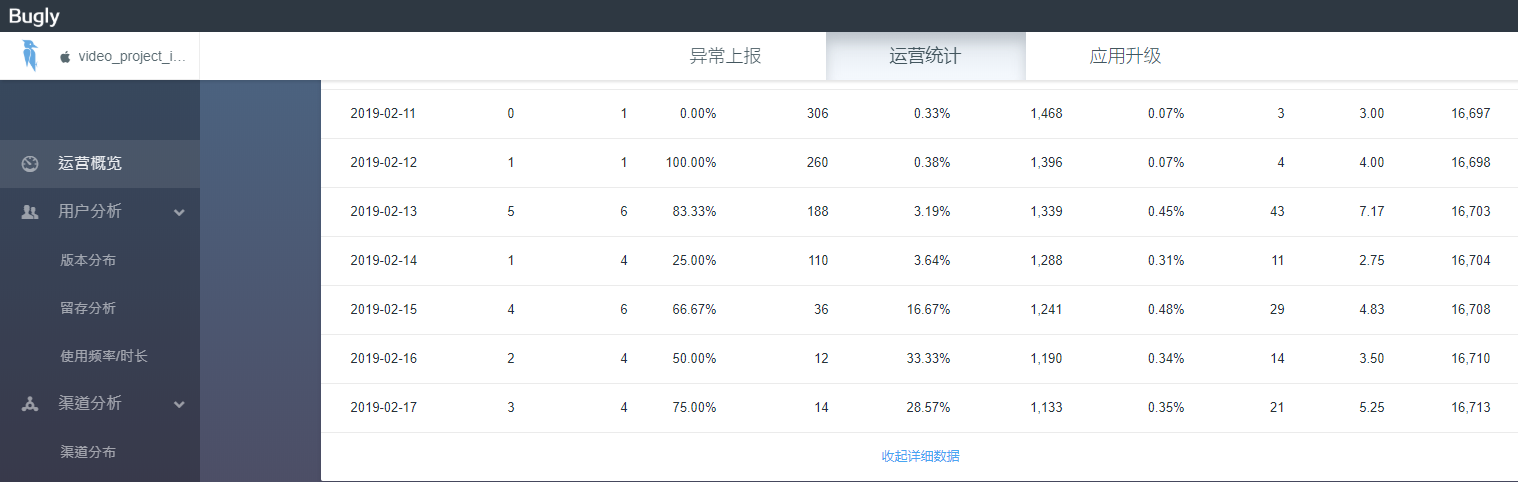 Bugly
video_project_i...
异常上报
运营统计
应用升级
运营概览
用户分析
版本分布
留存分析
使用频率/时长
渠道分析
渠道分布
2019-02-11 0 1 0.00% 306 0.33% 1,468 0.07% 3 3.00 16,697
2019-02-12 1 1 100.00% 260 0.38% 1,396 0.07% 4 4.00 16,698
2019-02-13 5 6 83.33% 188 3.19% 1,339 0.45% 43 7.17 16,703
2019-02-14 1 4 25.00% 110 3.64% 1,288 0.31% 11 2.75 16,704
2019-02-15 4 6 66.67% 36 16.67% 1,241 0.48% 29 4.83 16,708
2019-02-16 2 4 50.00% 12 33.33% 1,190 0.34% 14 3.50 16,710
2019-02-17 3 4 75.00% 14 28.57% 1,133 0.35% 21 5.25 16,713
收起详细数据